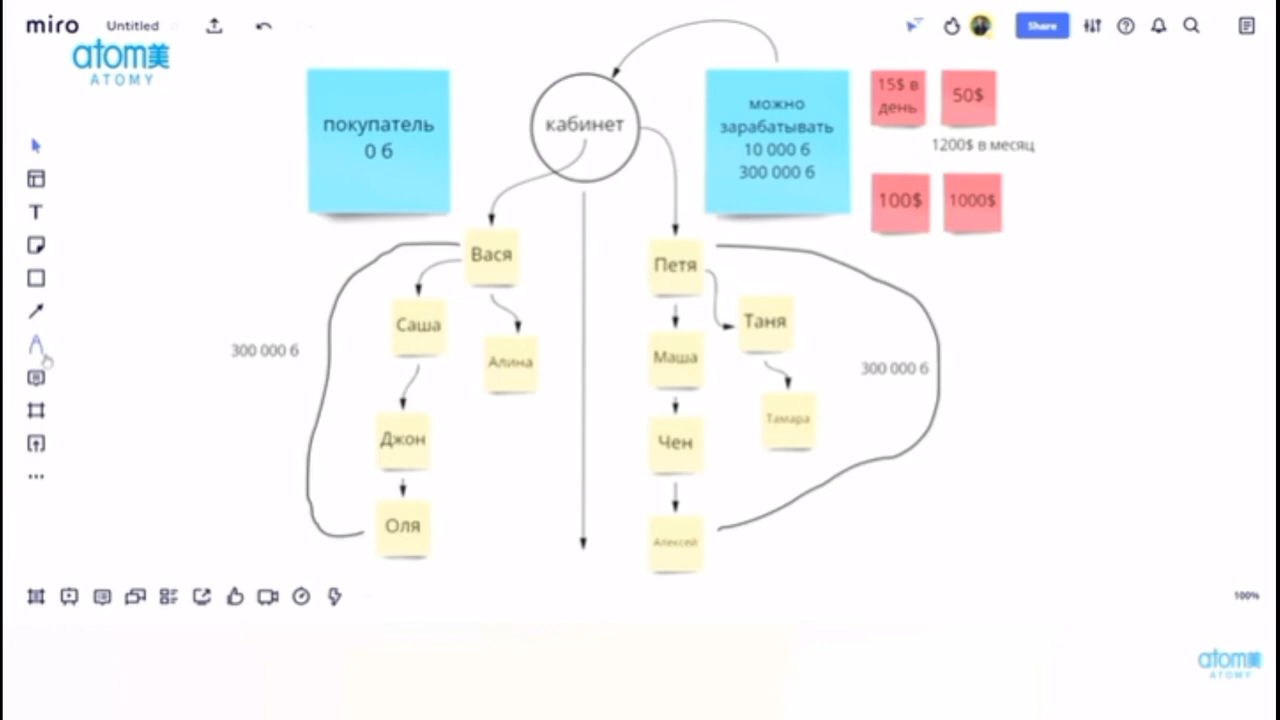 miro
Untitled
Share
atom美
ATOMY
покупатель
0 б
кабинет
можно
зарабатывать
10 000 б
300 000 б
15$ в
день
50$
1200$ в месяц
100$
1000$
Вася
Петя
Саша
Алина
Таня
Маша
300 000 б
300 000 б
Джон
Тамара
Чен
Оля
Алексей
100%
atom美
ATOMY